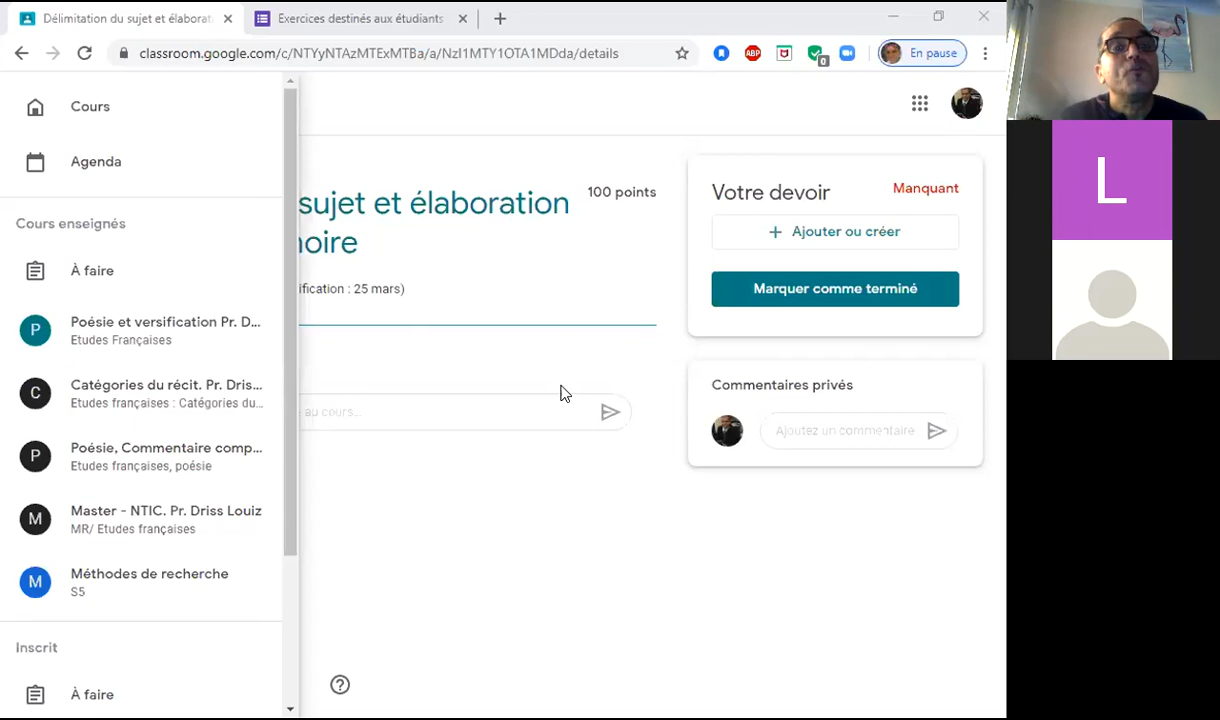 Délimitation du sujet et élaborat
Exercices destinés aux étudiants
classroom.google.com/c/NTYyNTAzMTExMTBa/a/NzI1MTY1OTA1MDda/details
ABP
0
En pause
Cours
Agenda
Cours enseignés
À faire
P
Poésie et versification Pr. D...
Etudes Françaises
C
Catégories du récit. Pr. Dris...
Etudes françaises : Catégories du...
P
Poésie, Commentaire comp...
Etudes françaises, poésie
M
Master - NTIC. Pr. Driss Louiz
MR/ Etudes françaises
M
Méthodes de recherche
S5
Inscrit
À faire
sujet et élaboration
100 points
noire
ification : 25 mars)
au cours...
Votre devoir
Manquant
+ Ajouter ou créer
Marquer comme terminé
Commentaires privés
Ajoutez un commentaire
L